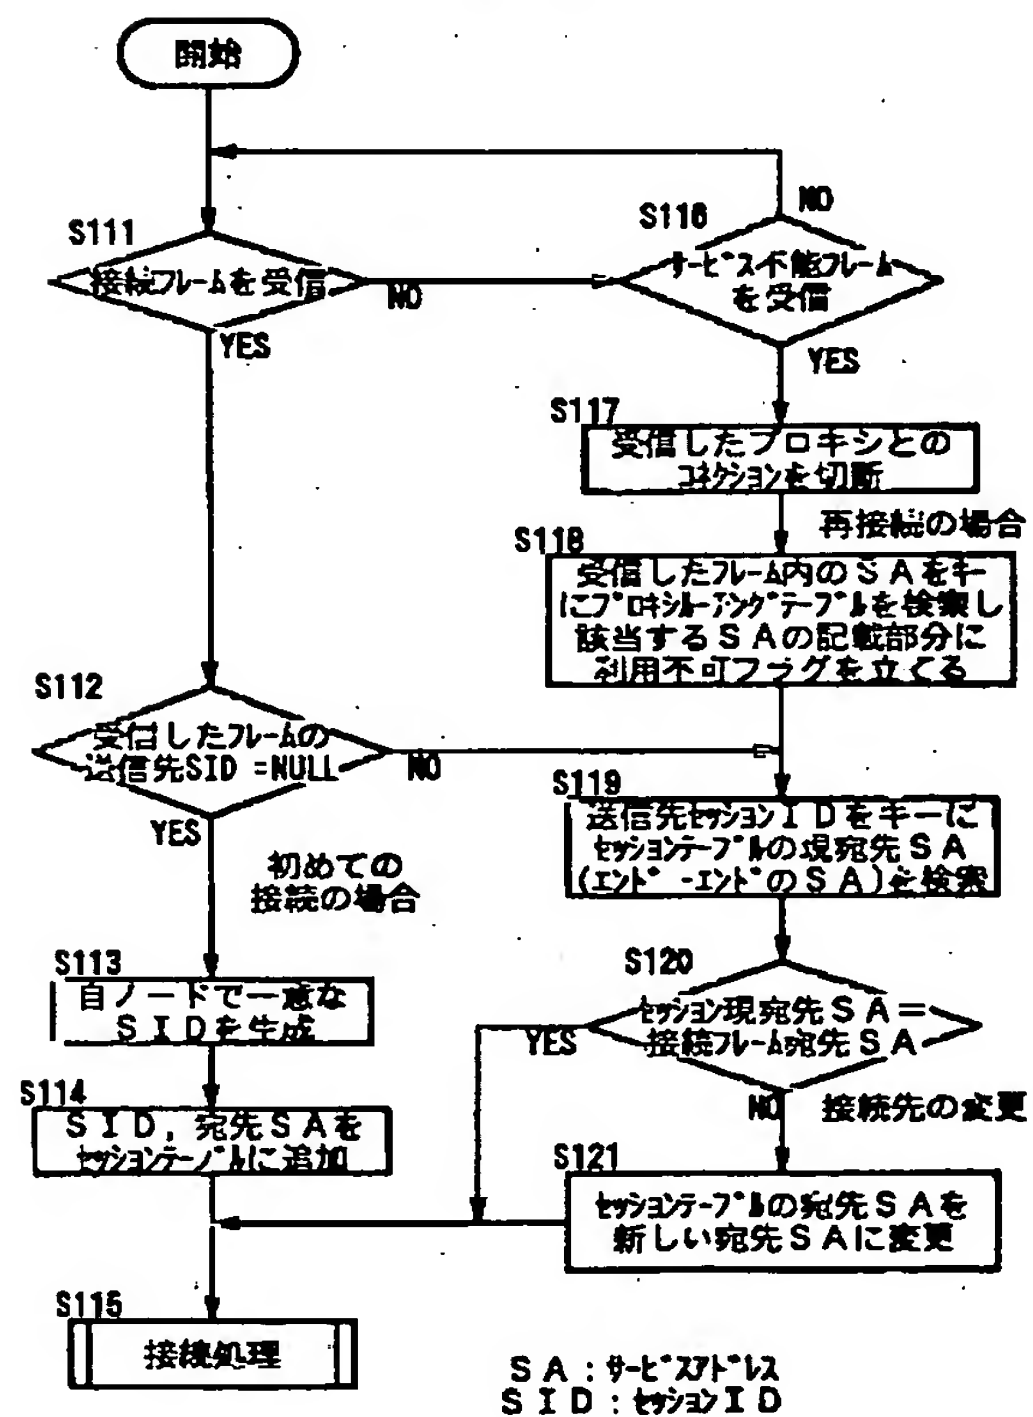 開始
NO
S111
接続フレームを受信
NO
YES
S116
サービス不能フレーム
を受信
YES
S117
受信したプロキシとの
コネクションを切断
再接続の場合
S118
受信したフレーム内のSAをキー
にプロキシルーティングテーブルを検索し
該当するSAの記載部分に
利用不可フラグを立てる
S112
受信したフレームの
送信先SID=NULL
NO
YES
初めての
接続の場合
S119
送信先セッションIDをキーに
セッションテーブルの現宛先SA
(エンド-エンドのSA)を検索
S113
自ノードで一意な
SIDを生成
S120
セッション現宛先SA=
接続フレーム宛先SA
YES
NO
接続先の変更
S114
SID,宛先SAを
セッションテーブルに追加
S121
セッションテーブルの宛先SAを
新しい宛先SAに変更
S115
接続処理
SA:サービスアドレス
SID:セッションID